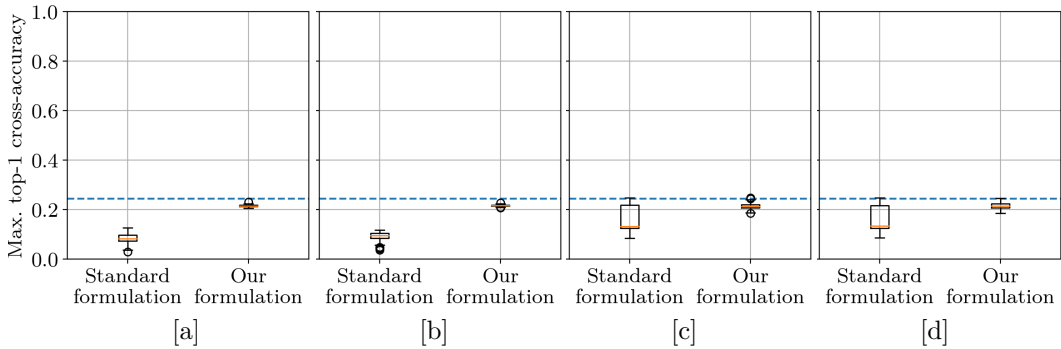 Max. top-1 cross-accuracy
1.0
0.8
0.6
0.4
0.2
0.0
Standard formulation
Our formulation
Standard formulation
Our formulation
Standard formulation
Our formulation
Standard formulation
Our formulation
[a]
[b]
[c]
[d]